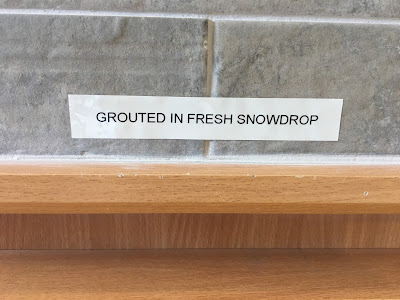 GROUTED IN FRESH SNOWDROP